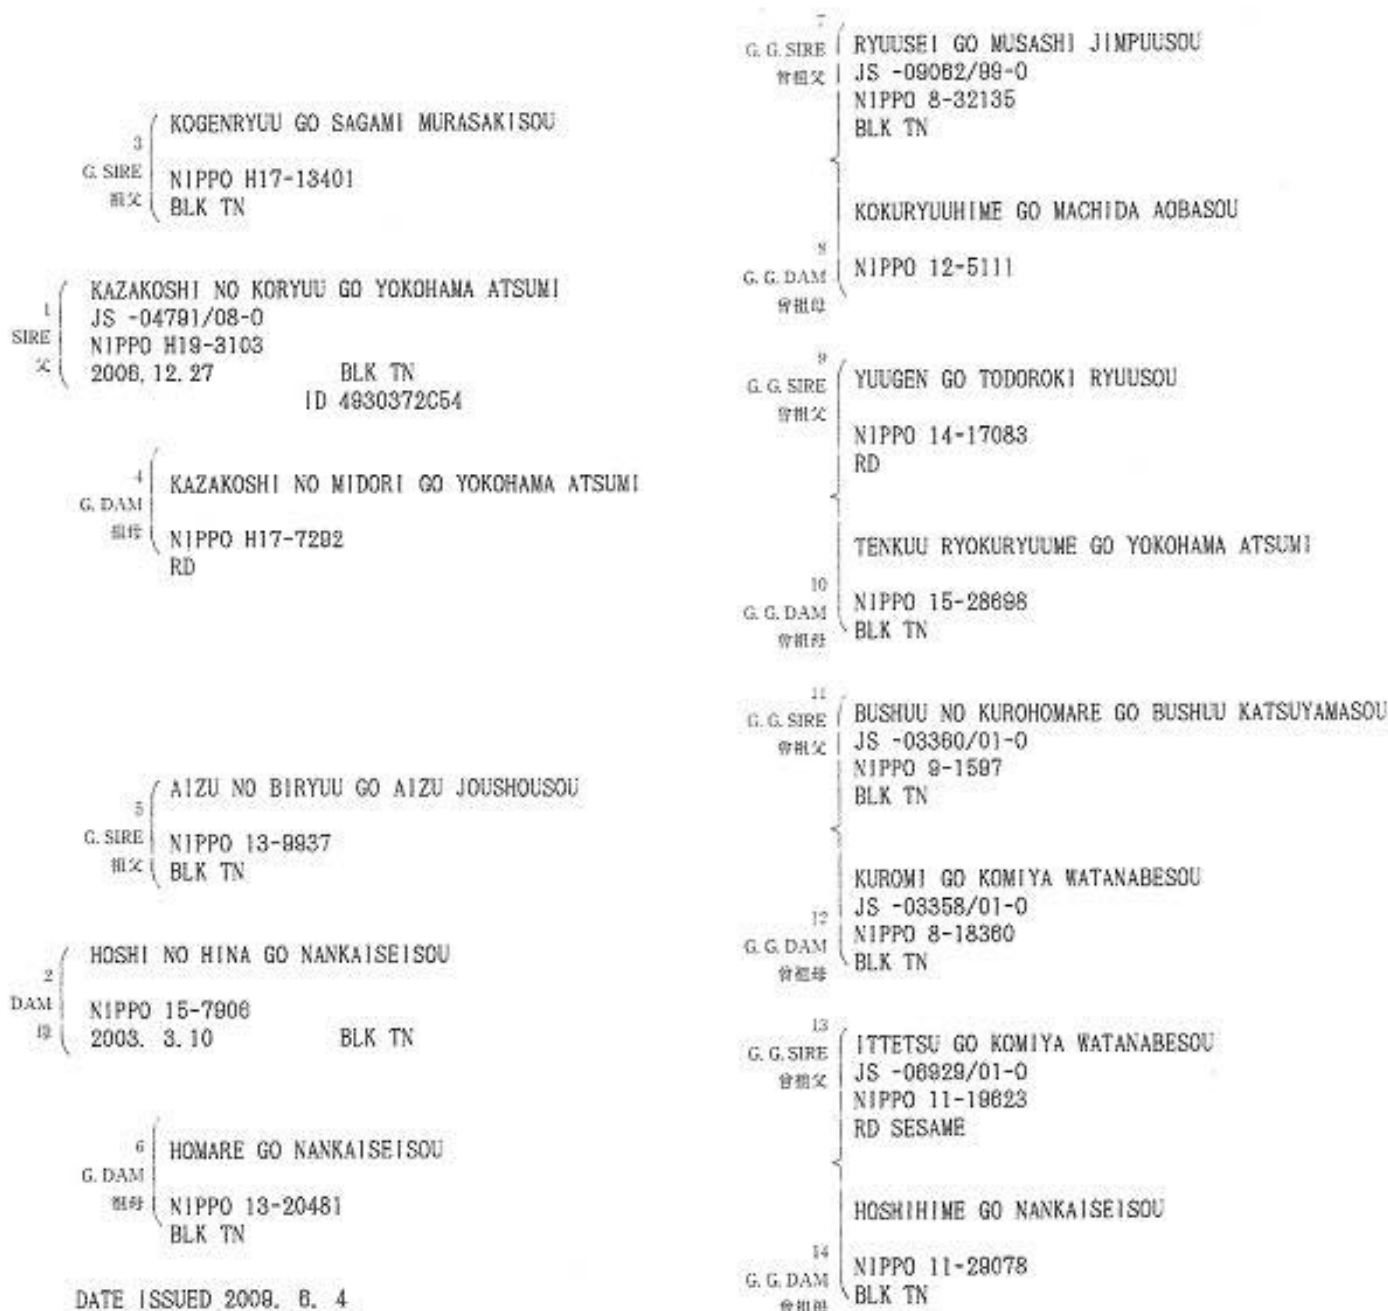 3
G. SIRE
祖父
KOGENRYUU GO SAGAMI MURASAKISOU
NIPPO H17-13401
BLK TN
1
SIRE
父
KAZAKOSHI NO KORYUU GO YOKOHAMA ATSUMI
JS -04791/08-0
NIPPO H19-3103
2006.12.27 BLK TN
ID 4930372C54
4
G. DAM
祖母
KAZAKOSHI NO MIDORI GO YOKOHAMA ATSUMI
NIPPO H17-7292
RD
5
G. SIRE
祖父
AIZU NO BIRYUU GO AIZU JOUSHOUSOU
NIPPO 13-9937
BLK TN
2
DAM
母
HOSHI NO HINA GO NANKAISEISOU
NIPPO 15-7906
2003. 3.10 BLK TN
6
G. DAM
祖母
HOMARE GO NANKAISEISOU
NIPPO 13-20481
BLK TN
DATE ISSUED 2009. 6. 4
7
G. G. SIRE
曾祖父
RYUUSEI GO MUSASHI JIMPUUSOU
JS -09062/99-0
NIPPO 8-32135
BLK TN
8
G. G. DAM
曾祖母
KOKURYUUHIME GO MACHIDA AOBASOU
NIPPO 12-5111
9
G. G. SIRE
曾祖父
YUUGEN GO TODOROKI RYUUSOU
NIPPO 14-17083
RD
10
G. G. DAM
曾祖母
TENKUU RYOKURYUUME GO YOKOHAMA ATSUMI
NIPPO 15-28698
BLK TN
11
G. G. SIRE
曾祖父
BUSHUU NO KUROHOMARE GO BUSHUU KATSUYAMASOU
JS -03360/01-0
NIPPO 9-1597
BLK TN
12
G. G. DAM
曾祖母
KUROMI GO KOMIYA WATANABESOU
JS -03358/01-0
NIPPO 8-18360
BLK TN
13
G. G. SIRE
曾祖父
ITTETSU GO KOMIYA WATANABESOU
JS -06929/01-0
NIPPO 11-19623
RD SESAME
14
G. G. DAM
曾祖母
HOSHIHIME GO NANKAISEISOU
NIPPO 11-29078
BLK TN